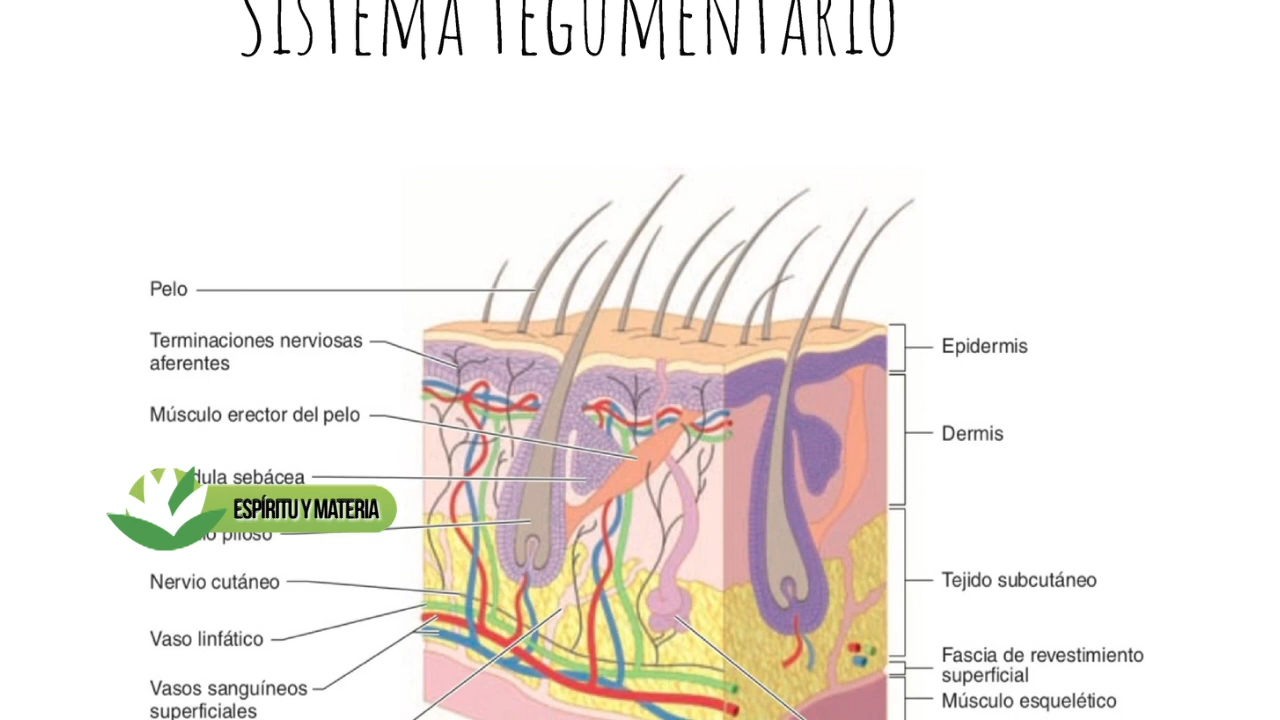 SISTEMA TEGUMENTARIO
Pelo
Terminaciones nerviosas
aferentes
Músculo erector del pelo
dula sebácea
ESPÍRITU Y MATERIA
piloso
Nervio cutáneo
Vaso linfático
Vasos sanguíneos
superficiales
Epidermis
Dermis
Tejido subcutáneo
Fascia de revestimiento
superficial
Músculo esquelético